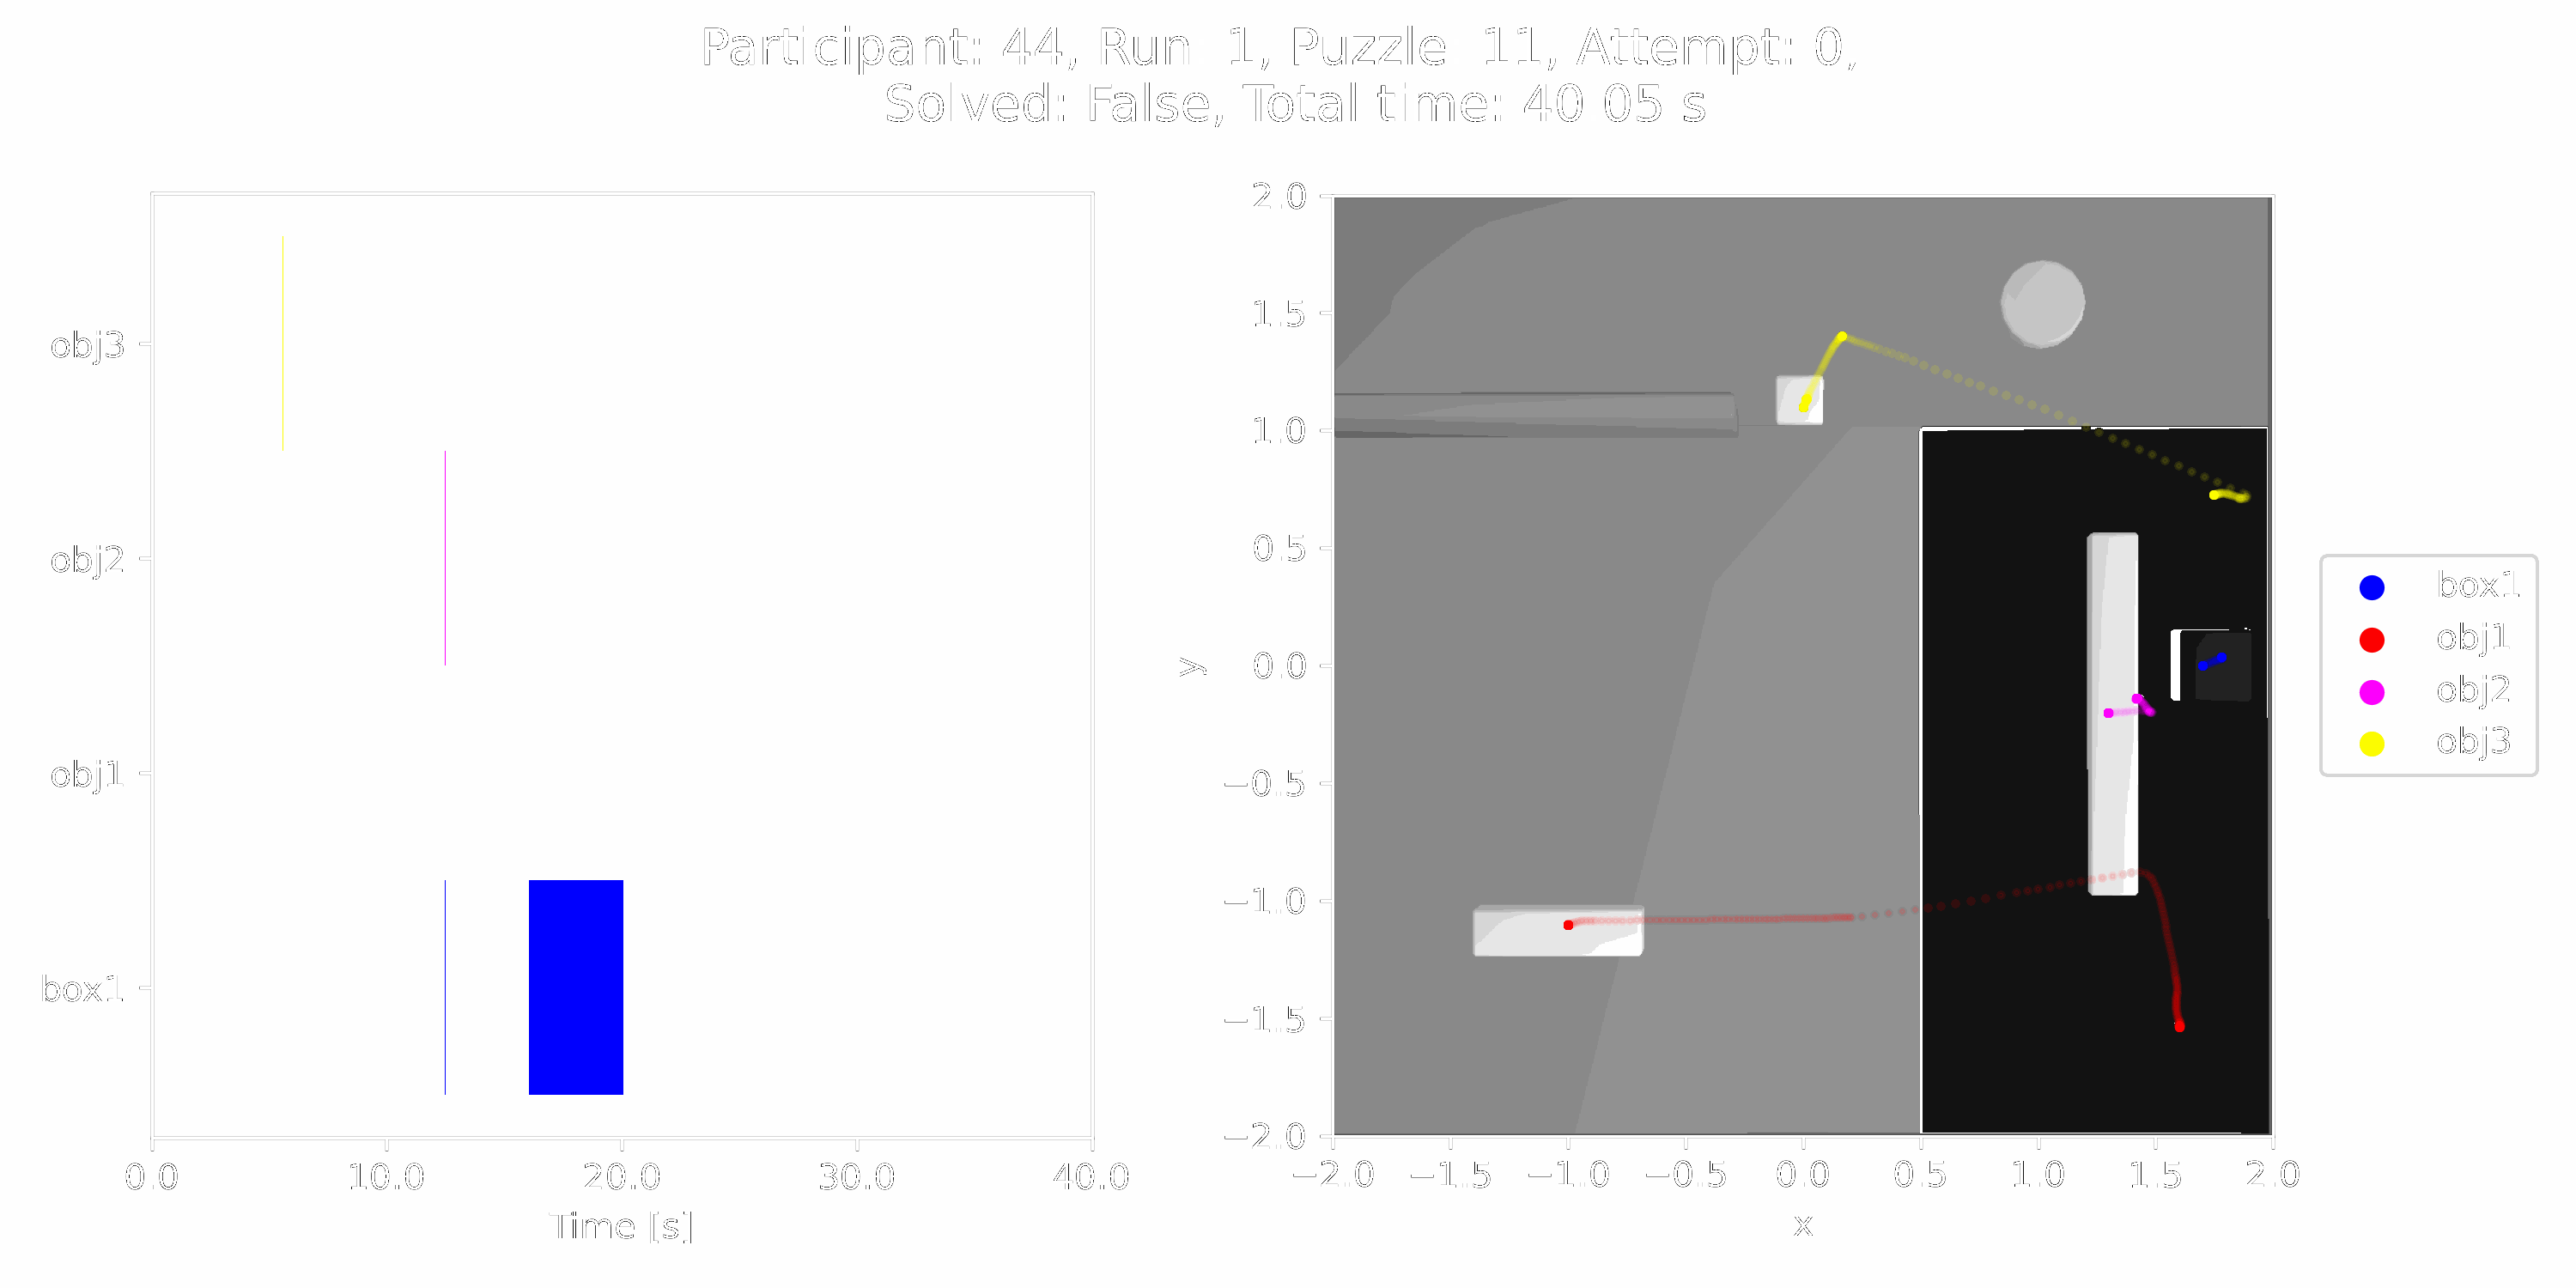 Participant: 44, Run 1, Puzzle 11, Attempt: 0,
Solved: False, Total time: 40 05 s
obj3
obj2
obj1
box1
0.0 10.0 20.0 30.0 40.0
Time [s]
2.0
1.5
1.0
0.5
0.0
−0.5
−1.0
−1.5
−2.0
y
−2.0 −1.5 −1.0 −0.5 0.0 0.5 1.0 1.5 2.0
x
box1
obj1
obj2
obj3